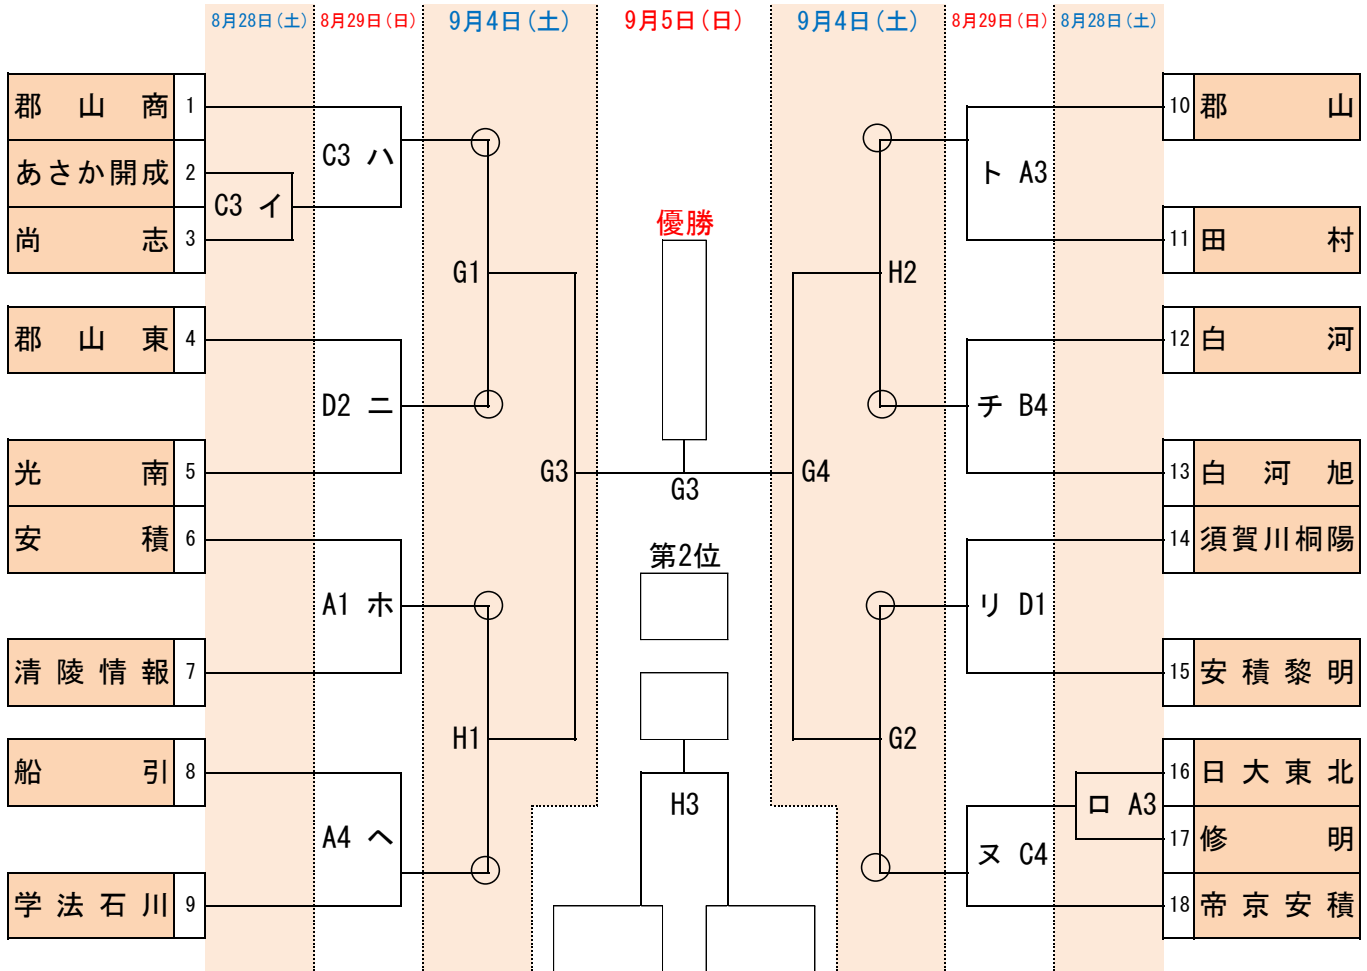 8月28日(土) 8月29日(日) 9月4日(土) 9月5日(日) 9月4日(土) 8月29日(日) 8月28日(土)
郡山商 1
あさか開成 2
尚志 3
郡山東 4
光南 5
安積 6
清陵情報 7
船引 8
学法石川 9
C3 イ
C3 ハ
D2 ニ
A1 ホ
A4 ヘ
G1
H1
G3
優勝
G3
第2位
H3
G4
H2
G2
ト A3
チ B4
リ D1
ヌ C4
ロ A3
10 郡山
11 田村
12 白河
13 白河旭
14 須賀川桐陽
15 安積黎明
16 日大東北
17 修明
18 帝京安積